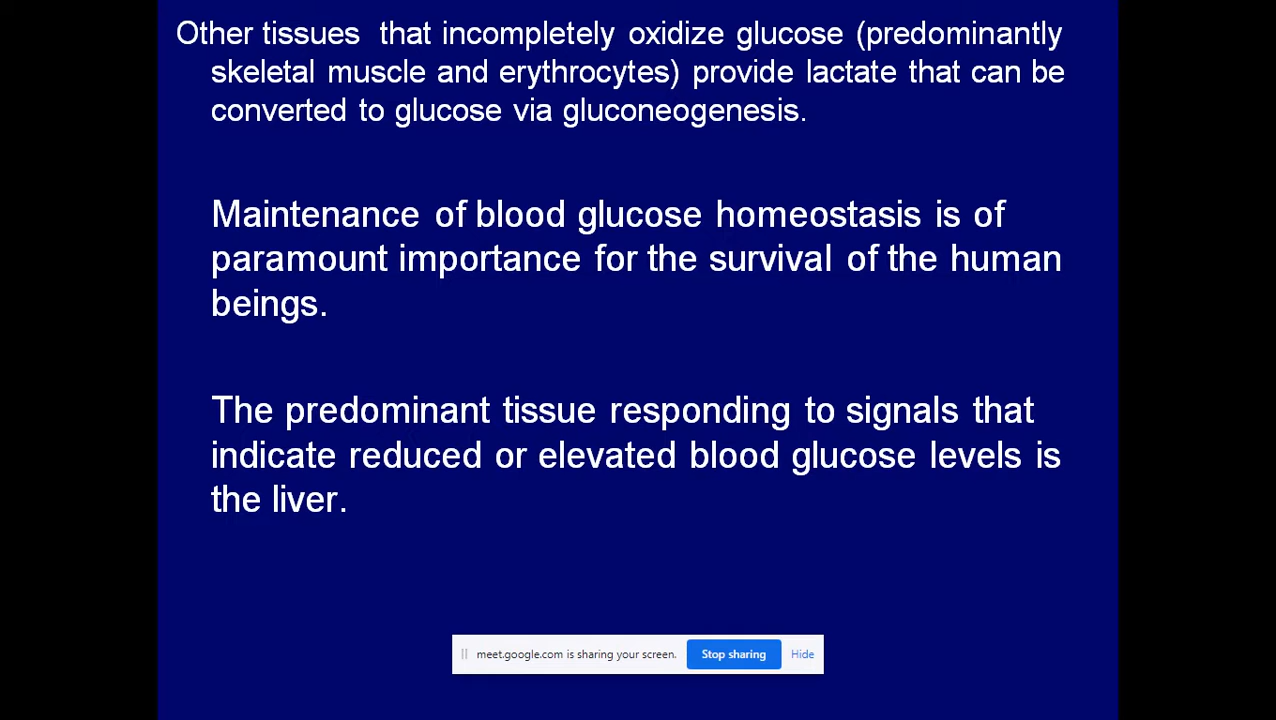 Other tissues that incompletely oxidize glucose (predominantly
skeletal muscle and erythrocytes) provide lactate that can be
converted to glucose via gluconeogenesis.
Maintenance of blood glucose homeostasis is of
paramount importance for the survival of the human
beings.
The predominant tissue responding to signals that
indicate reduced or elevated blood glucose levels is
the liver.
meet.google.com is sharing your screen. Stop sharing Hide